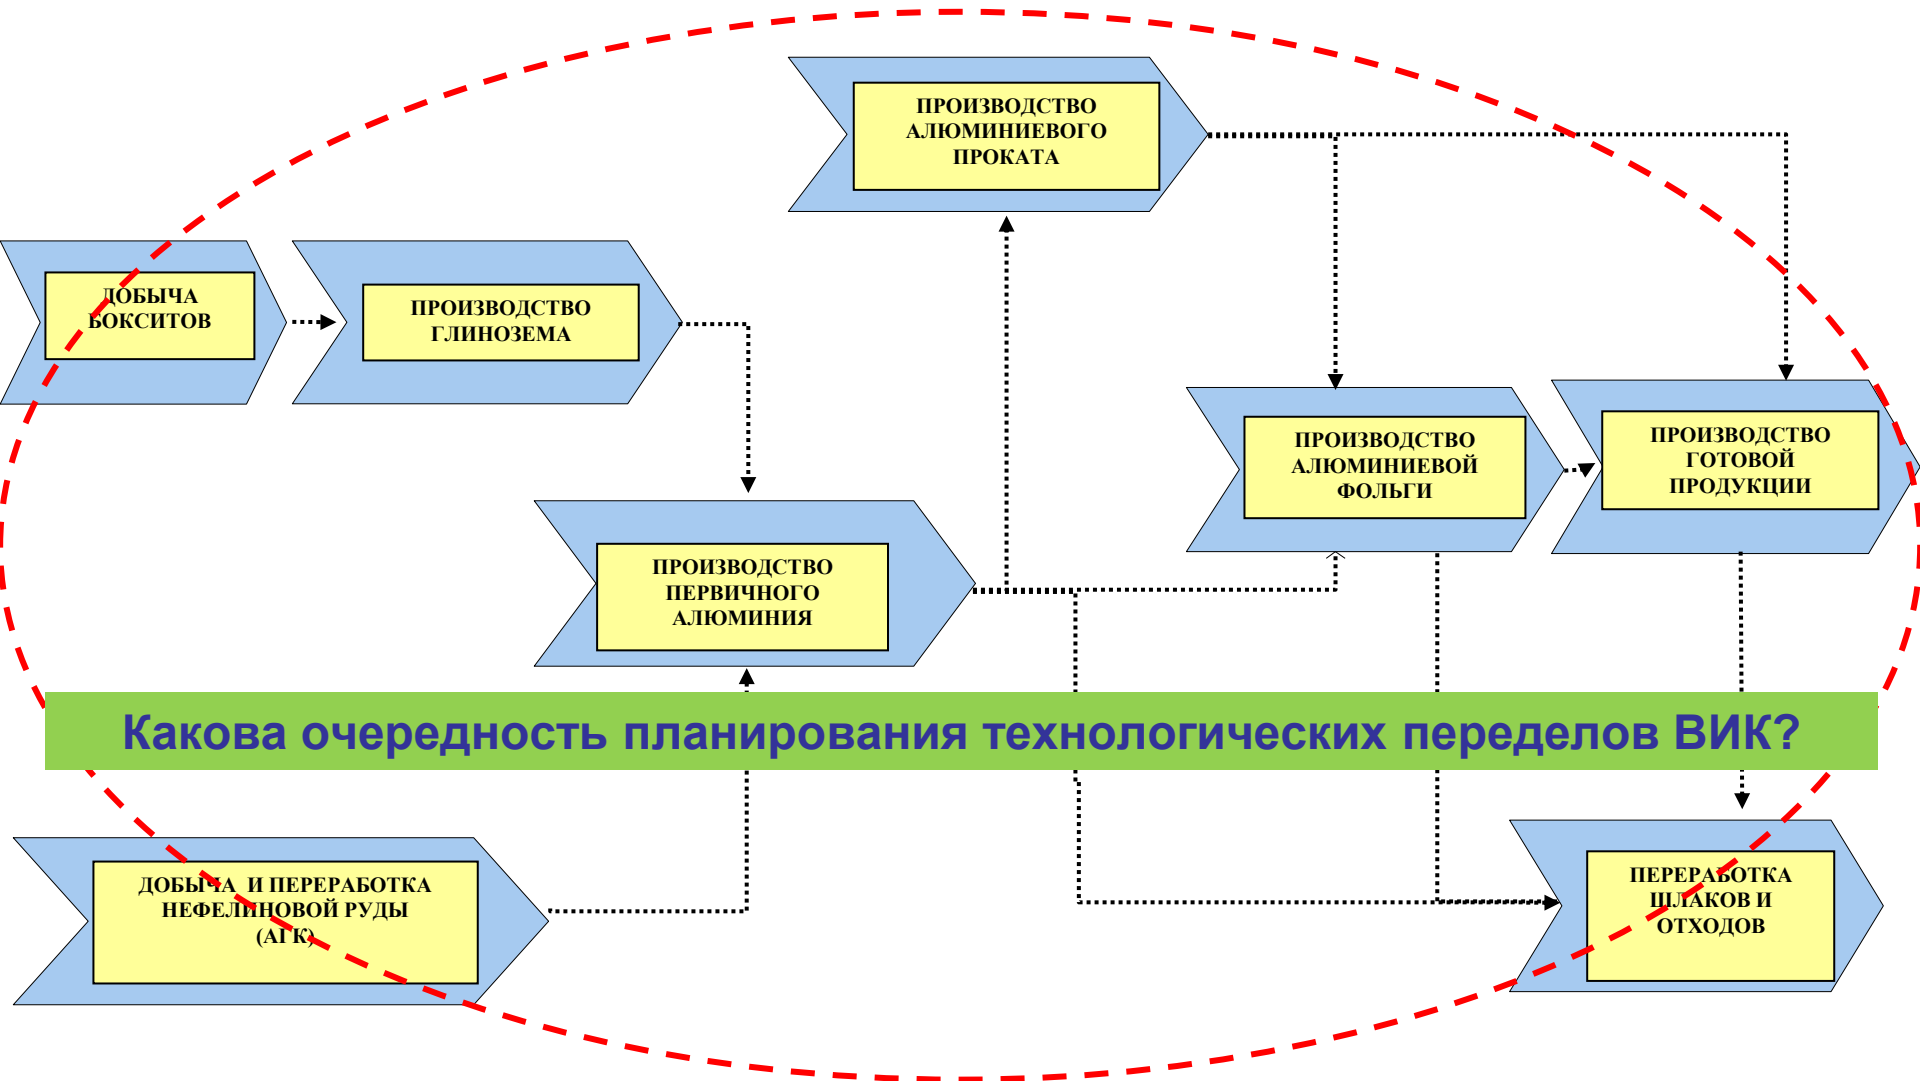 ПРОИЗВОДСТВО
АЛЮМИНИЕВОГО
ПРОКАТА
ДОБЫЧА
БОКСИТОВ
ПРОИЗВОДСТВО
ГЛИНОЗЕМА
ПРОИЗВОДСТВО
АЛЮМИНИЕВОЙ
ФОЛЬГИ
ПРОИЗВОДСТВО
ГОТОВОЙ
ПРОДУКЦИИ
ПРОИЗВОДСТВО
ПЕРВИЧНОГО
АЛЮМИНИЯ
Какова очередность планирования технологических переделов ВИК?
ДОБЫЧА И ПЕРЕРАБОТКА
НЕФЕЛИНОВОЙ РУДЫ
(АГК)
ПЕРЕРАБОТКА
ШЛАКОВ И
ОТХОДОВ